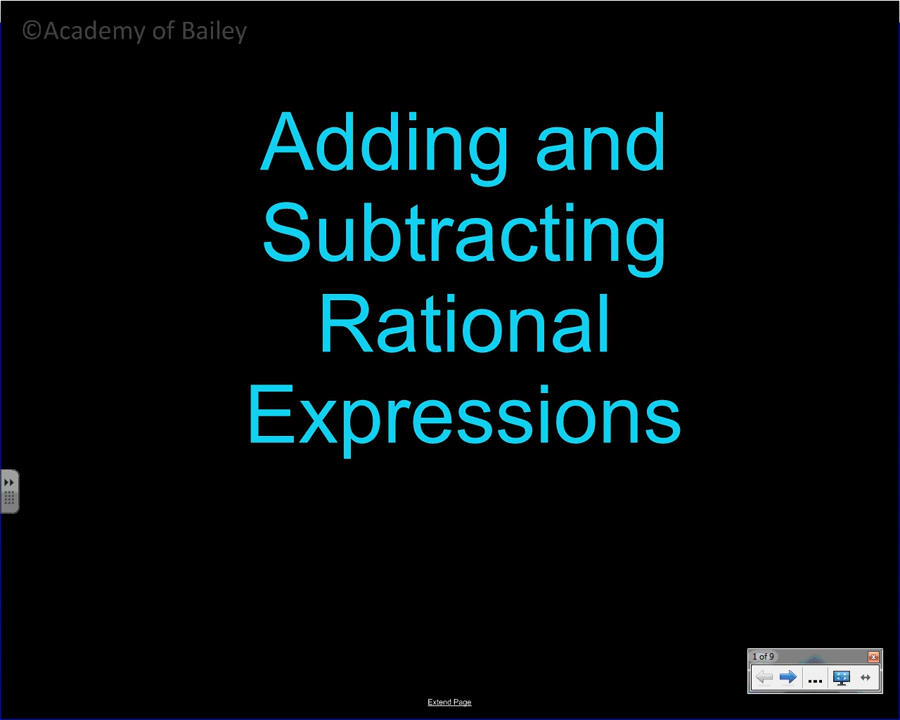 ©Academy of Bailey
Adding and
Subtracting
Rational
Expressions
1 of 9
...
Extend Page